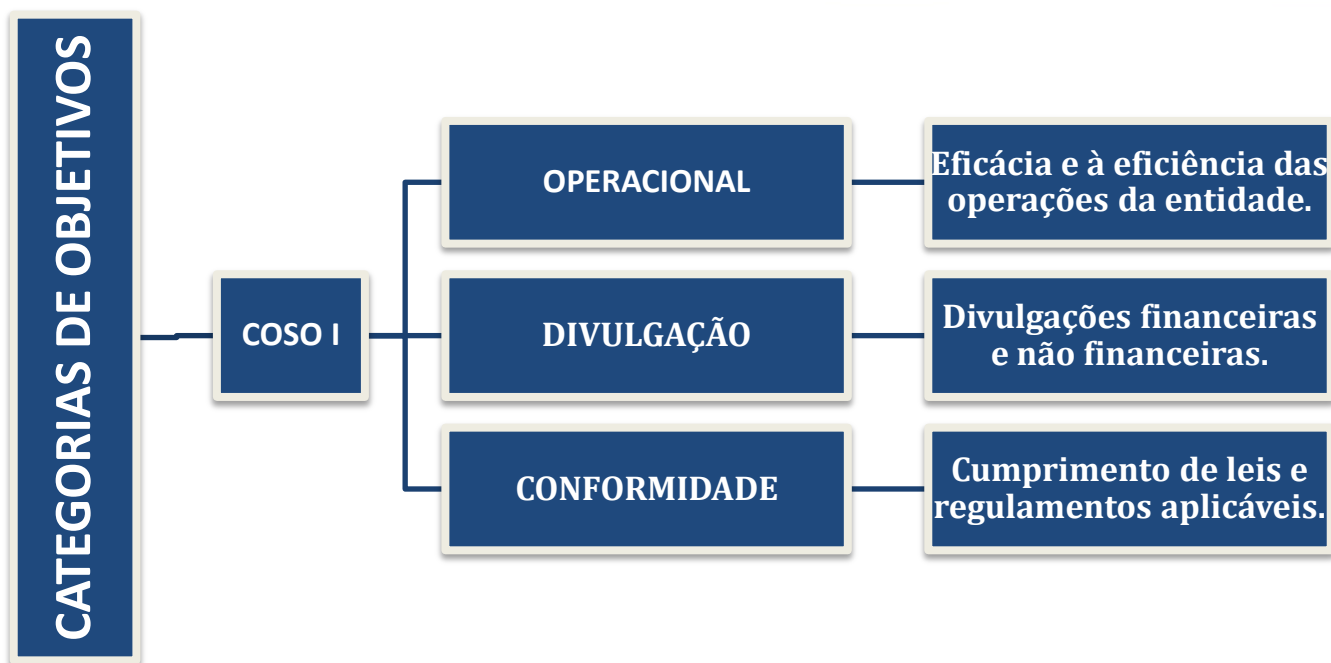 CATEGORIAS DE OBJETIVOS
COSO I
OPERACIONAL
Eficácia e à eficiência das
operações da entidade.
DIVULGAÇÃO
Divulgações financeiras
e não financeiras.
CONFORMIDADE
Cumprimento de leis e
regulamentos aplicáveis.